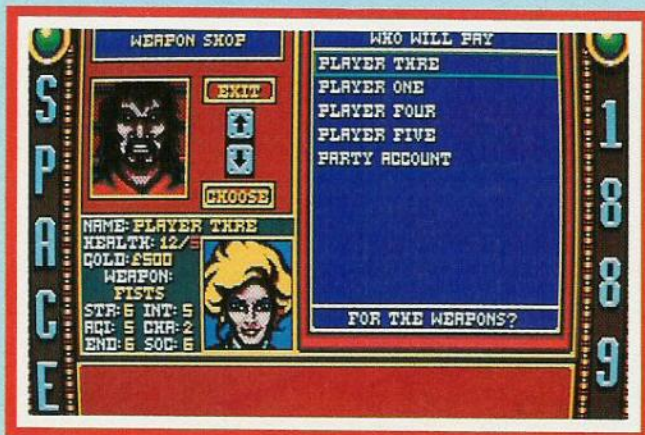 SPACE
WEAPON SHOP
EXIT
CHOOSE
NAME: PLAYER THRE
HEALTH: 12/5
GOLD: £500
WEAPON:
FISTS
STR: 6 INT: 5
AGI: 5 CHA: 2
END: 6 SOC: 6
WHO WILL PAY
PLAYER THRE
PLAYER ONE
PLAYER FOUR
PLAYER FIVE
PARTY ACCOUNT
FOR THE WEAPONS?
1889